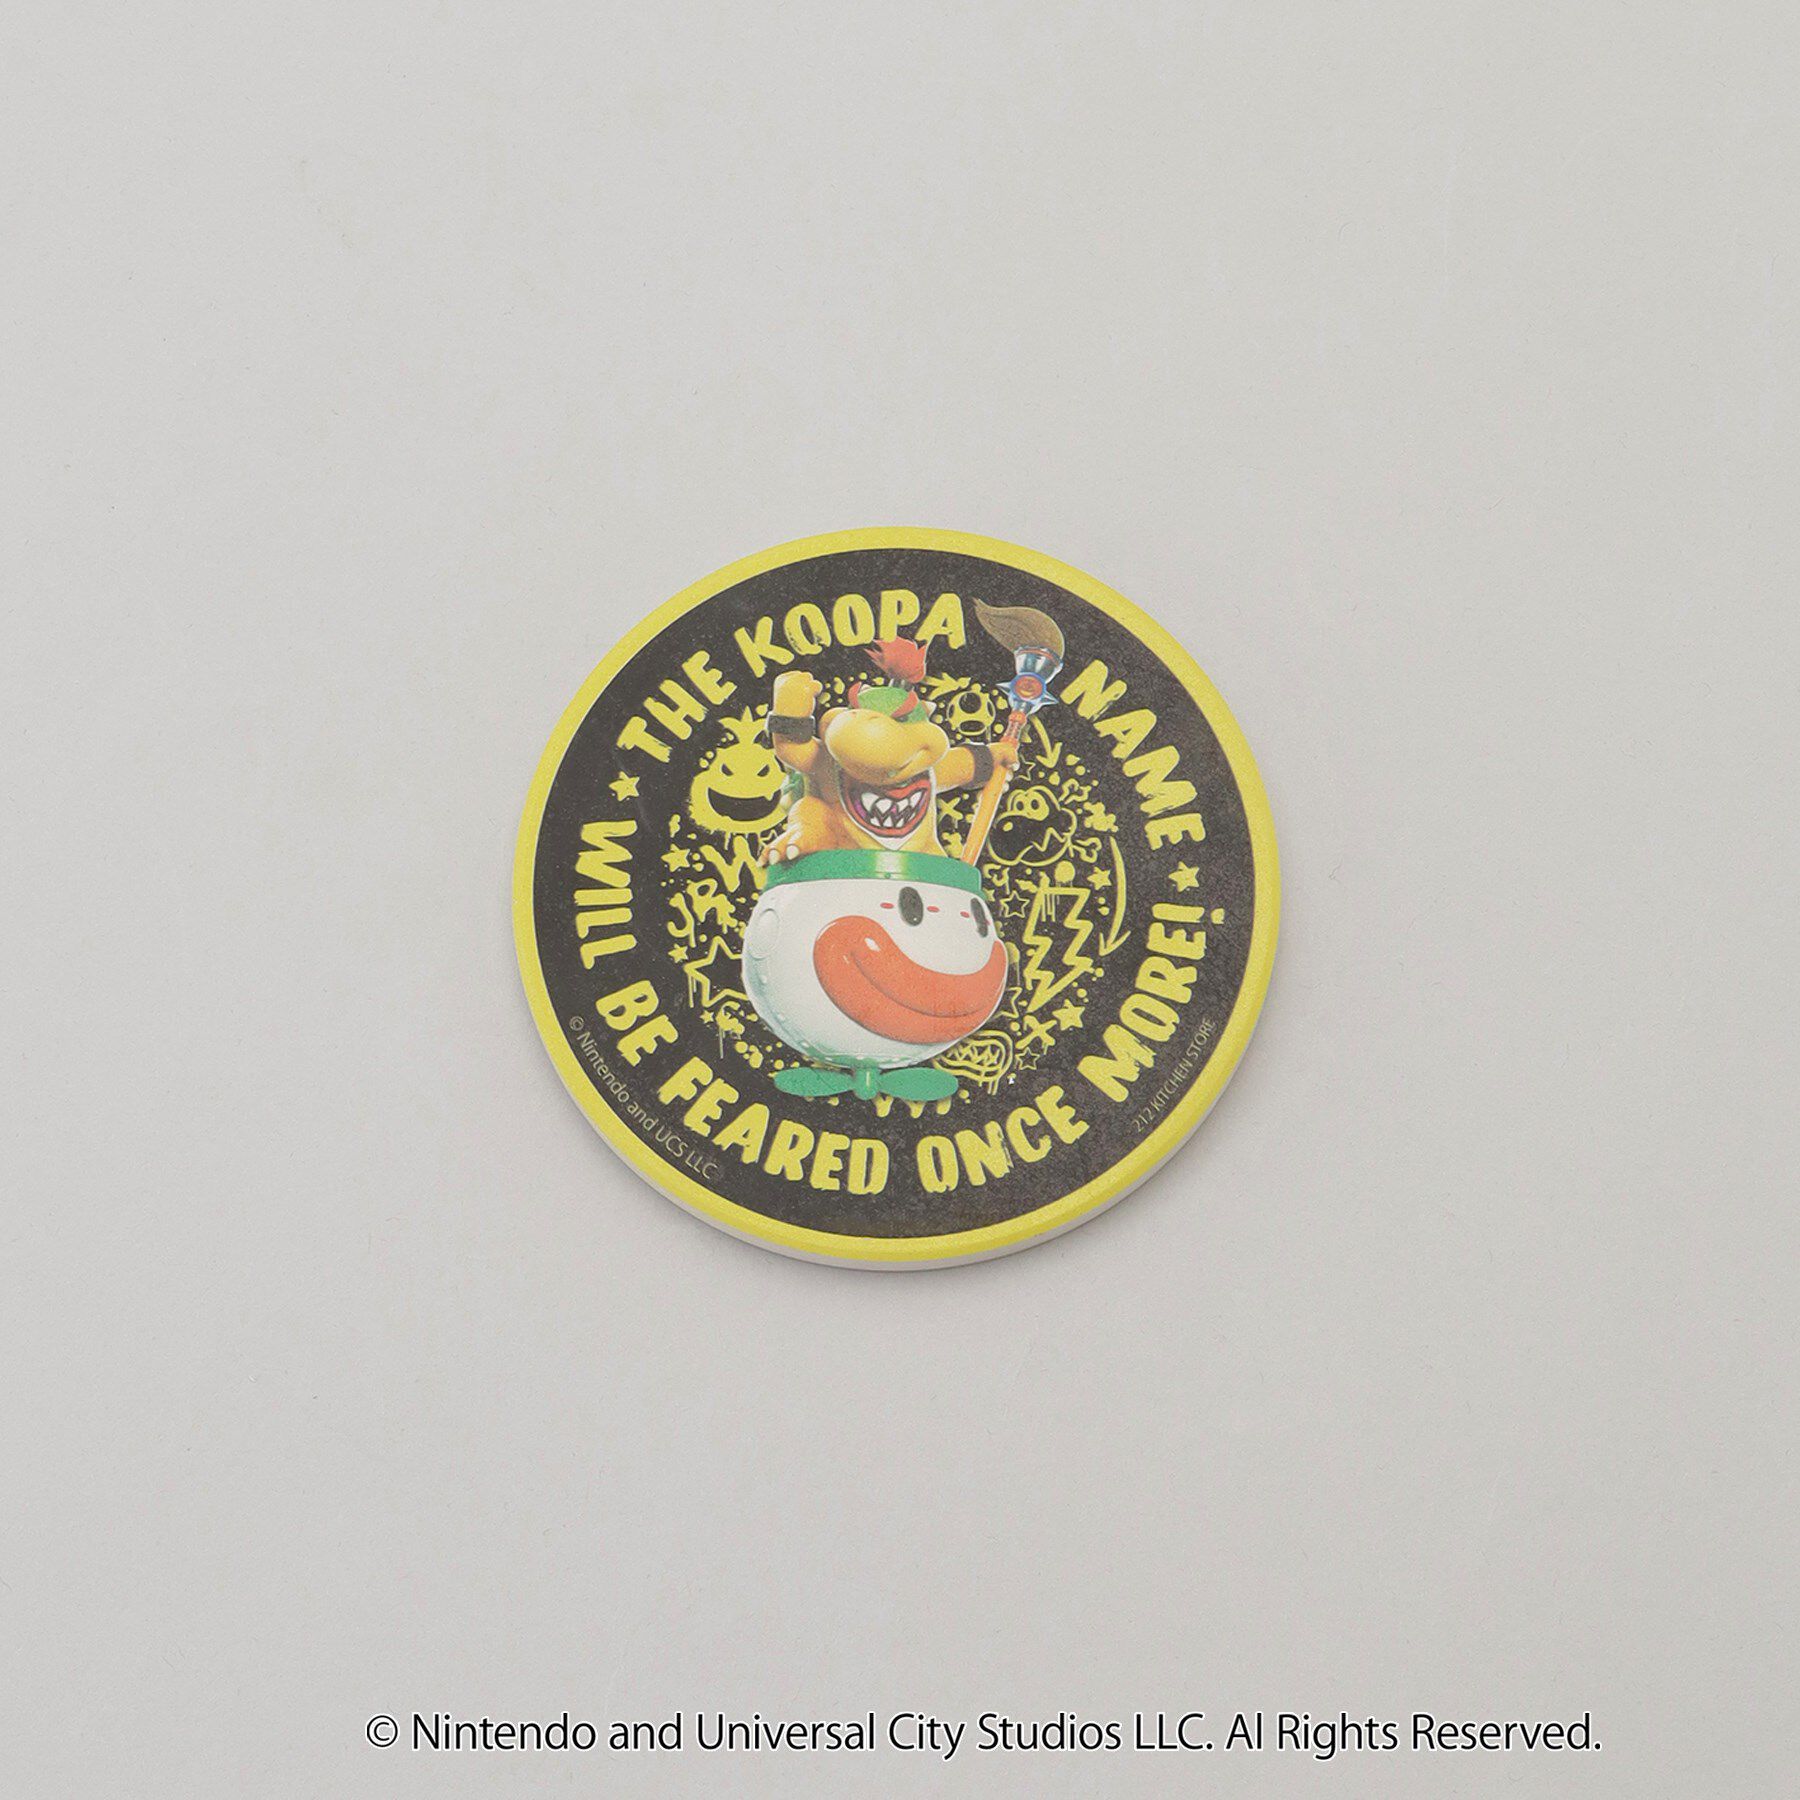 THE KOOPA NAME
WILL BE FEARED ONCE MORE!
© Nintendo and UCS LLC
212 KITCHEN STORE
© Nintendo and Universal City Studios LLC. Al Rights Reserved.